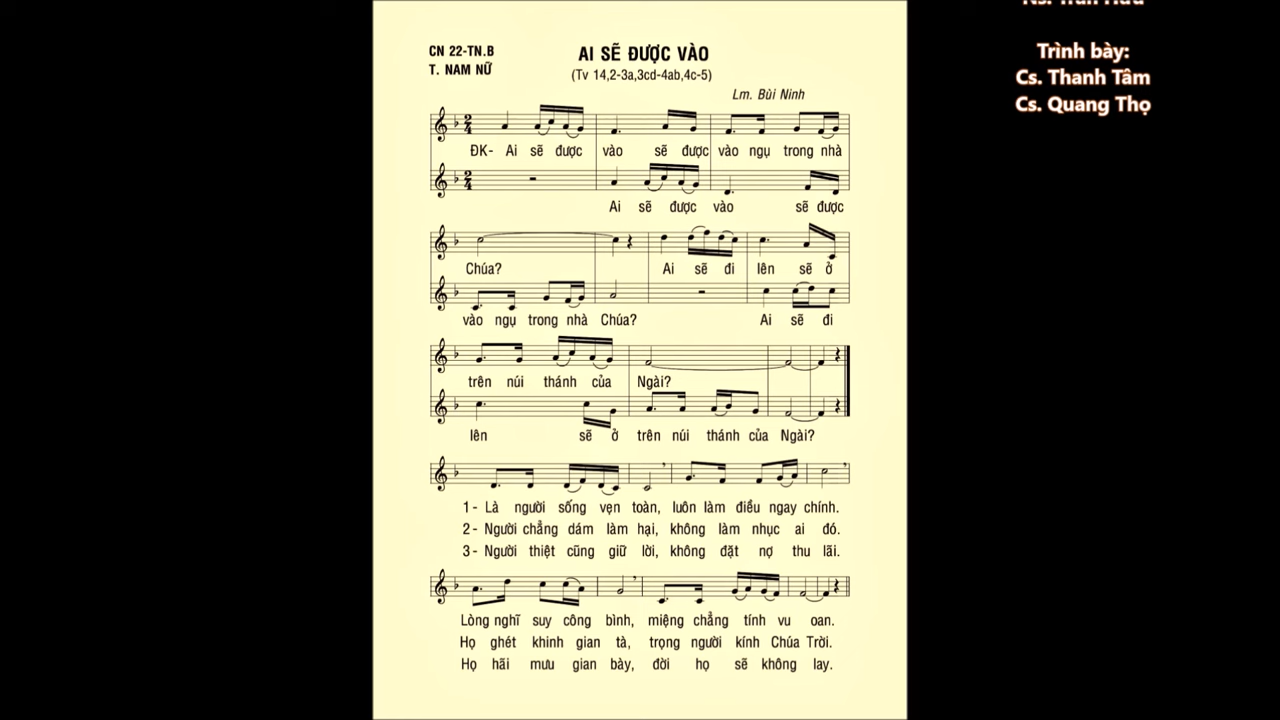 Ns. Trần Hữu
Trình bày:
Cs. Thanh Tâm
Cs. Quang Thọ
CN 22-TN.B
T. NAM NỮ
AI SẼ ĐƯỢC VÀO
(Tv 14,2-3a,3cd-4ab,4c-5)
Lm. Bùi Ninh
ĐK- Ai sẽ được vào sẽ được vào ngụ trong nhà
Ai sẽ được vào sẽ được
Chúa? Ai sẽ đi lên sẽ ở
vào ngụ trong nhà Chúa? Ai sẽ đi
trên núi thánh của Ngài?
lên sẽ ở trên núi thánh của Ngài?
1- Là người sống vẹn toàn, luôn làm điều ngay chính.
2- Người chẳng dám làm hại, không làm nhục ai đó.
3- Người thiệt cũng giữ lời, không đặt nợ thu lãi.
Lòng nghĩ suy công bình, miệng chẳng tính vu oan.
Họ ghét khinh gian tà, trọng người kính Chúa Trời.
Họ hãi mưu gian bày, đời họ sẽ không lay.